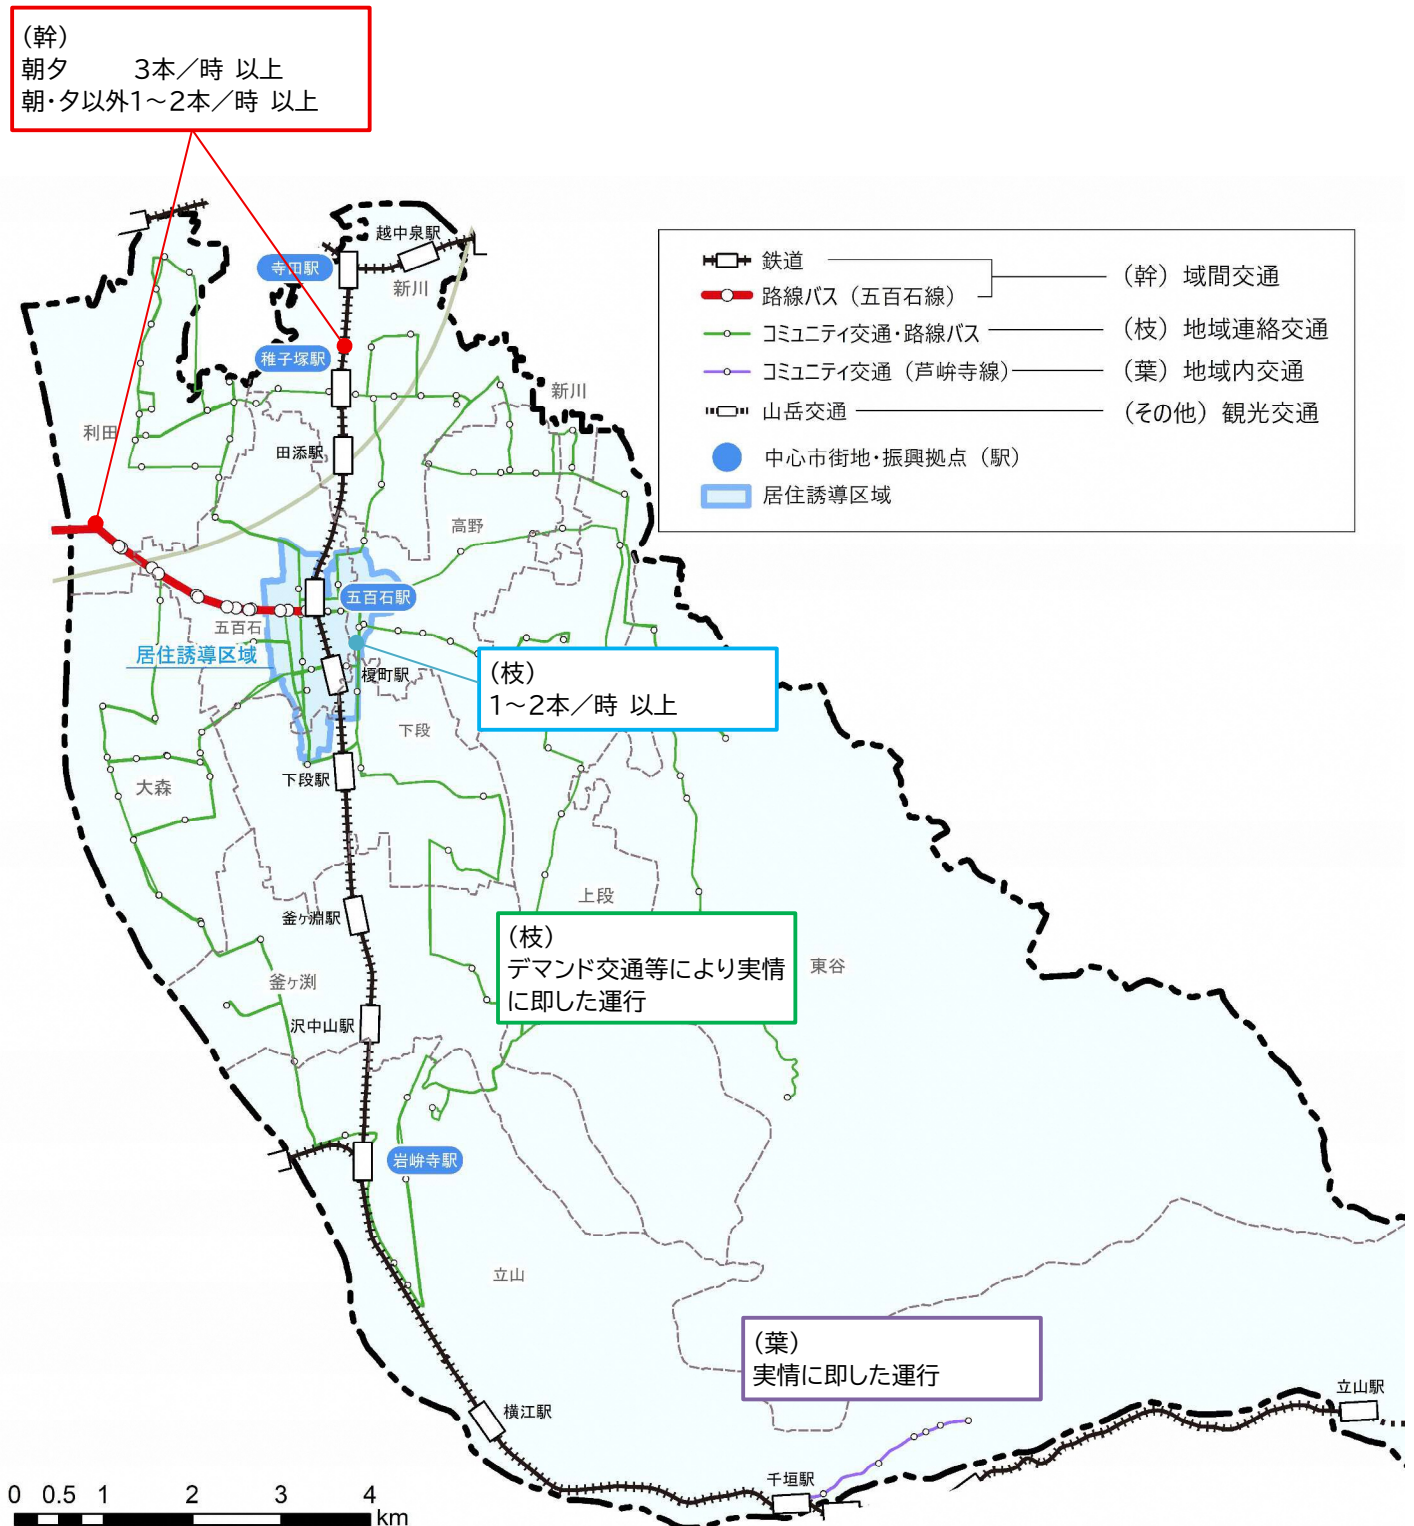 （幹）
朝夕　　3本／時 以上
朝・夕以外1～2本／時 以上
越中泉駅
寺田駅
新川
稚子塚駅
新川
利田
田添駅
高野
五百石駅
五百石
居住誘導区域
榎町駅
（枝）
1～2本／時 以上
下段
下段駅
大森
上段
釜ヶ淵駅
（枝）
デマンド交通等により実情
に即した運行
東谷
釜ヶ渕
沢中山駅
岩峅寺駅
立山
（葉）
実情に即した運行
横江駅
立山駅
千垣駅
鉄道
（幹）域間交通
路線バス（五百石線）
コミュニティ交通・路線バス
（枝）地域連絡交通
コミュニティ交通（芦峅寺線）
（葉）地域内交通
山岳交通
（その他）観光交通
中心市街地・振興拠点（駅）
居住誘導区域
0 0.5 1 2 3 4
km